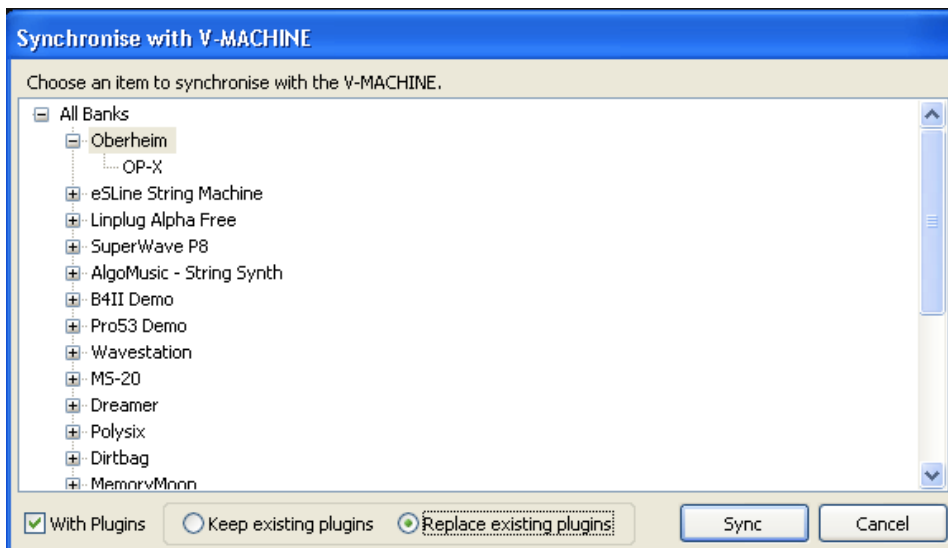 Synchronise with V-MACHINE
Choose an item to synchronise with the V-MACHINE.
All Banks
Oberheim
OP-X
eSLine String Machine
Linplug Alpha Free
SuperWave P8
AlgoMusic - String Synth
B4II Demo
Pro53 Demo
Wavestation
MS-20
Dreamer
Polysix
Dirtbag
MemoryMoon
With Plugins Keep existing plugins Replace existing plugins Sync Cancel